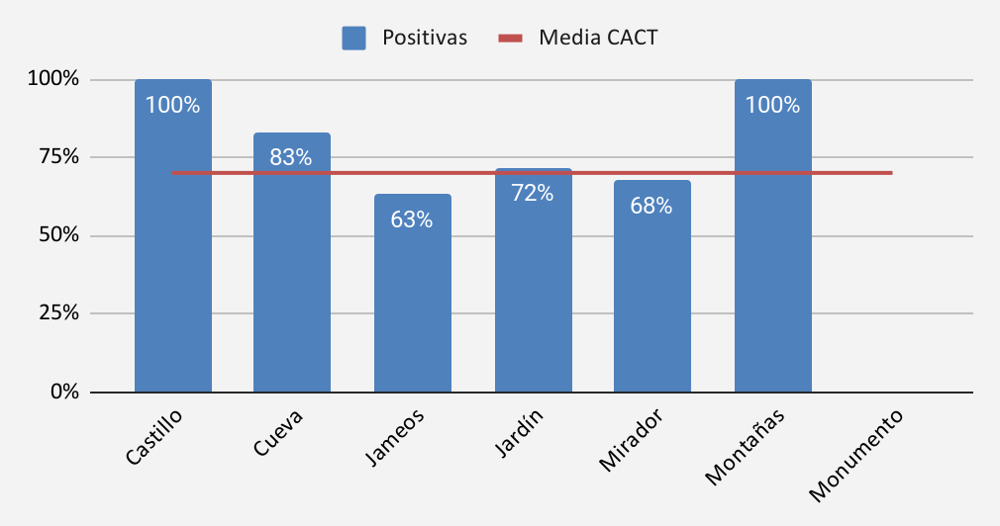 Positivas Media CACT
100%
75%
50%
25%
0%
100%
83%
63%
72%
68%
100%
Castillo
Cueva
Jameos
Jardín
Mirador
Montañas
Monumento